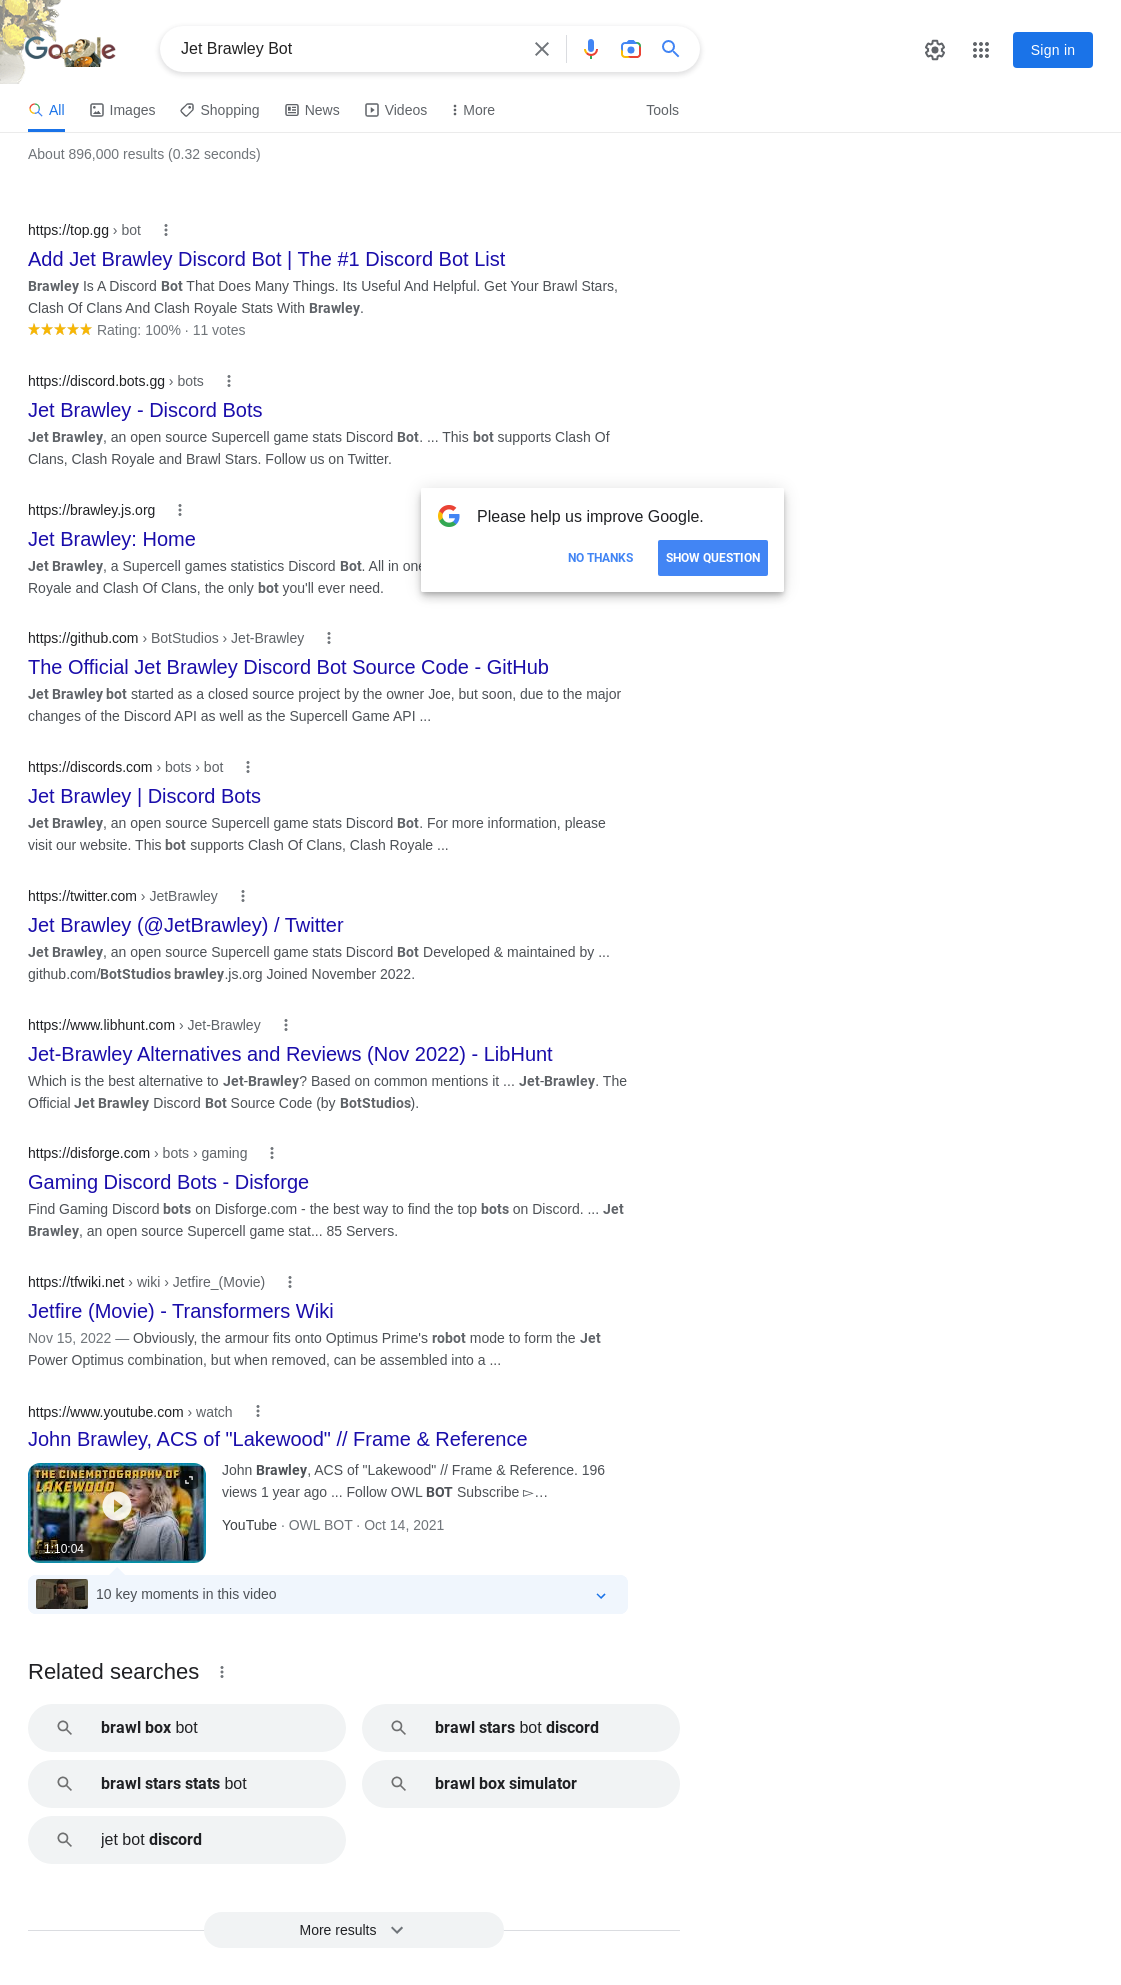 Google
Jet Brawley Bot
Sign in
All
Images
Shopping
News
Videos
More
Tools
About 896,000 results (0.32 seconds)
https://top.gg › bot
Add Jet Brawley Discord Bot | The #1 Discord Bot List
Brawley Is A Discord Bot That Does Many Things. Its Useful And Helpful. Get Your Brawl Stars,
Clash Of Clans And Clash Royale Stats With Brawley.
Rating: 100% · 11 votes
https://discord.bots.gg › bots
Jet Brawley - Discord Bots
Jet Brawley, an open source Supercell game stats Discord Bot. ... This bot supports Clash Of
Clans, Clash Royale and Brawl Stars. Follow us on Twitter.
https://brawley.js.org
Jet Brawley: Home
Jet Brawley, a Supercell games statistics Discord Bot. All in one
Royale and Clash Of Clans, the only bot you'll ever need.
Please help us improve Google.
NO THANKS
SHOW QUESTION
https://github.com › BotStudios › Jet-Brawley
The Official Jet Brawley Discord Bot Source Code - GitHub
Jet Brawley bot started as a closed source project by the owner Joe, but soon, due to the major
changes of the Discord API as well as the Supercell Game API ...
https://discords.com › bots › bot
Jet Brawley | Discord Bots
Jet Brawley, an open source Supercell game stats Discord Bot. For more information, please
visit our website. This bot supports Clash Of Clans, Clash Royale ...
https://twitter.com › JetBrawley
Jet Brawley (@JetBrawley) / Twitter
Jet Brawley, an open source Supercell game stats Discord Bot Developed & maintained by ...
github.com/BotStudios brawley.js.org Joined November 2022.
https://www.libhunt.com › Jet-Brawley
Jet-Brawley Alternatives and Reviews (Nov 2022) - LibHunt
Which is the best alternative to Jet-Brawley? Based on common mentions it ... Jet-Brawley. The
Official Jet Brawley Discord Bot Source Code (by BotStudios).
https://disforge.com › bots › gaming
Gaming Discord Bots - Disforge
Find Gaming Discord bots on Disforge.com - the best way to find the top bots on Discord. ... Jet
Brawley, an open source Supercell game stat... 85 Servers.
https://tfwiki.net › wiki › Jetfire_(Movie)
Jetfire (Movie) - Transformers Wiki
Nov 15, 2022 — Obviously, the armour fits onto Optimus Prime's robot mode to form the Jet
Power Optimus combination, but when removed, can be assembled into a ...
https://www.youtube.com › watch
John Brawley, ACS of "Lakewood" // Frame & Reference
THE CINEMATOGRAPHY OF
LAKEWOOD
1:10:04
John Brawley, ACS of "Lakewood" // Frame & Reference. 196
views 1 year ago ... Follow OWL BOT Subscribe ▻…
YouTube · OWL BOT · Oct 14, 2021
10 key moments in this video
Related searches
brawl box bot
brawl stars bot discord
brawl stars stats bot
brawl box simulator
jet bot discord
More results